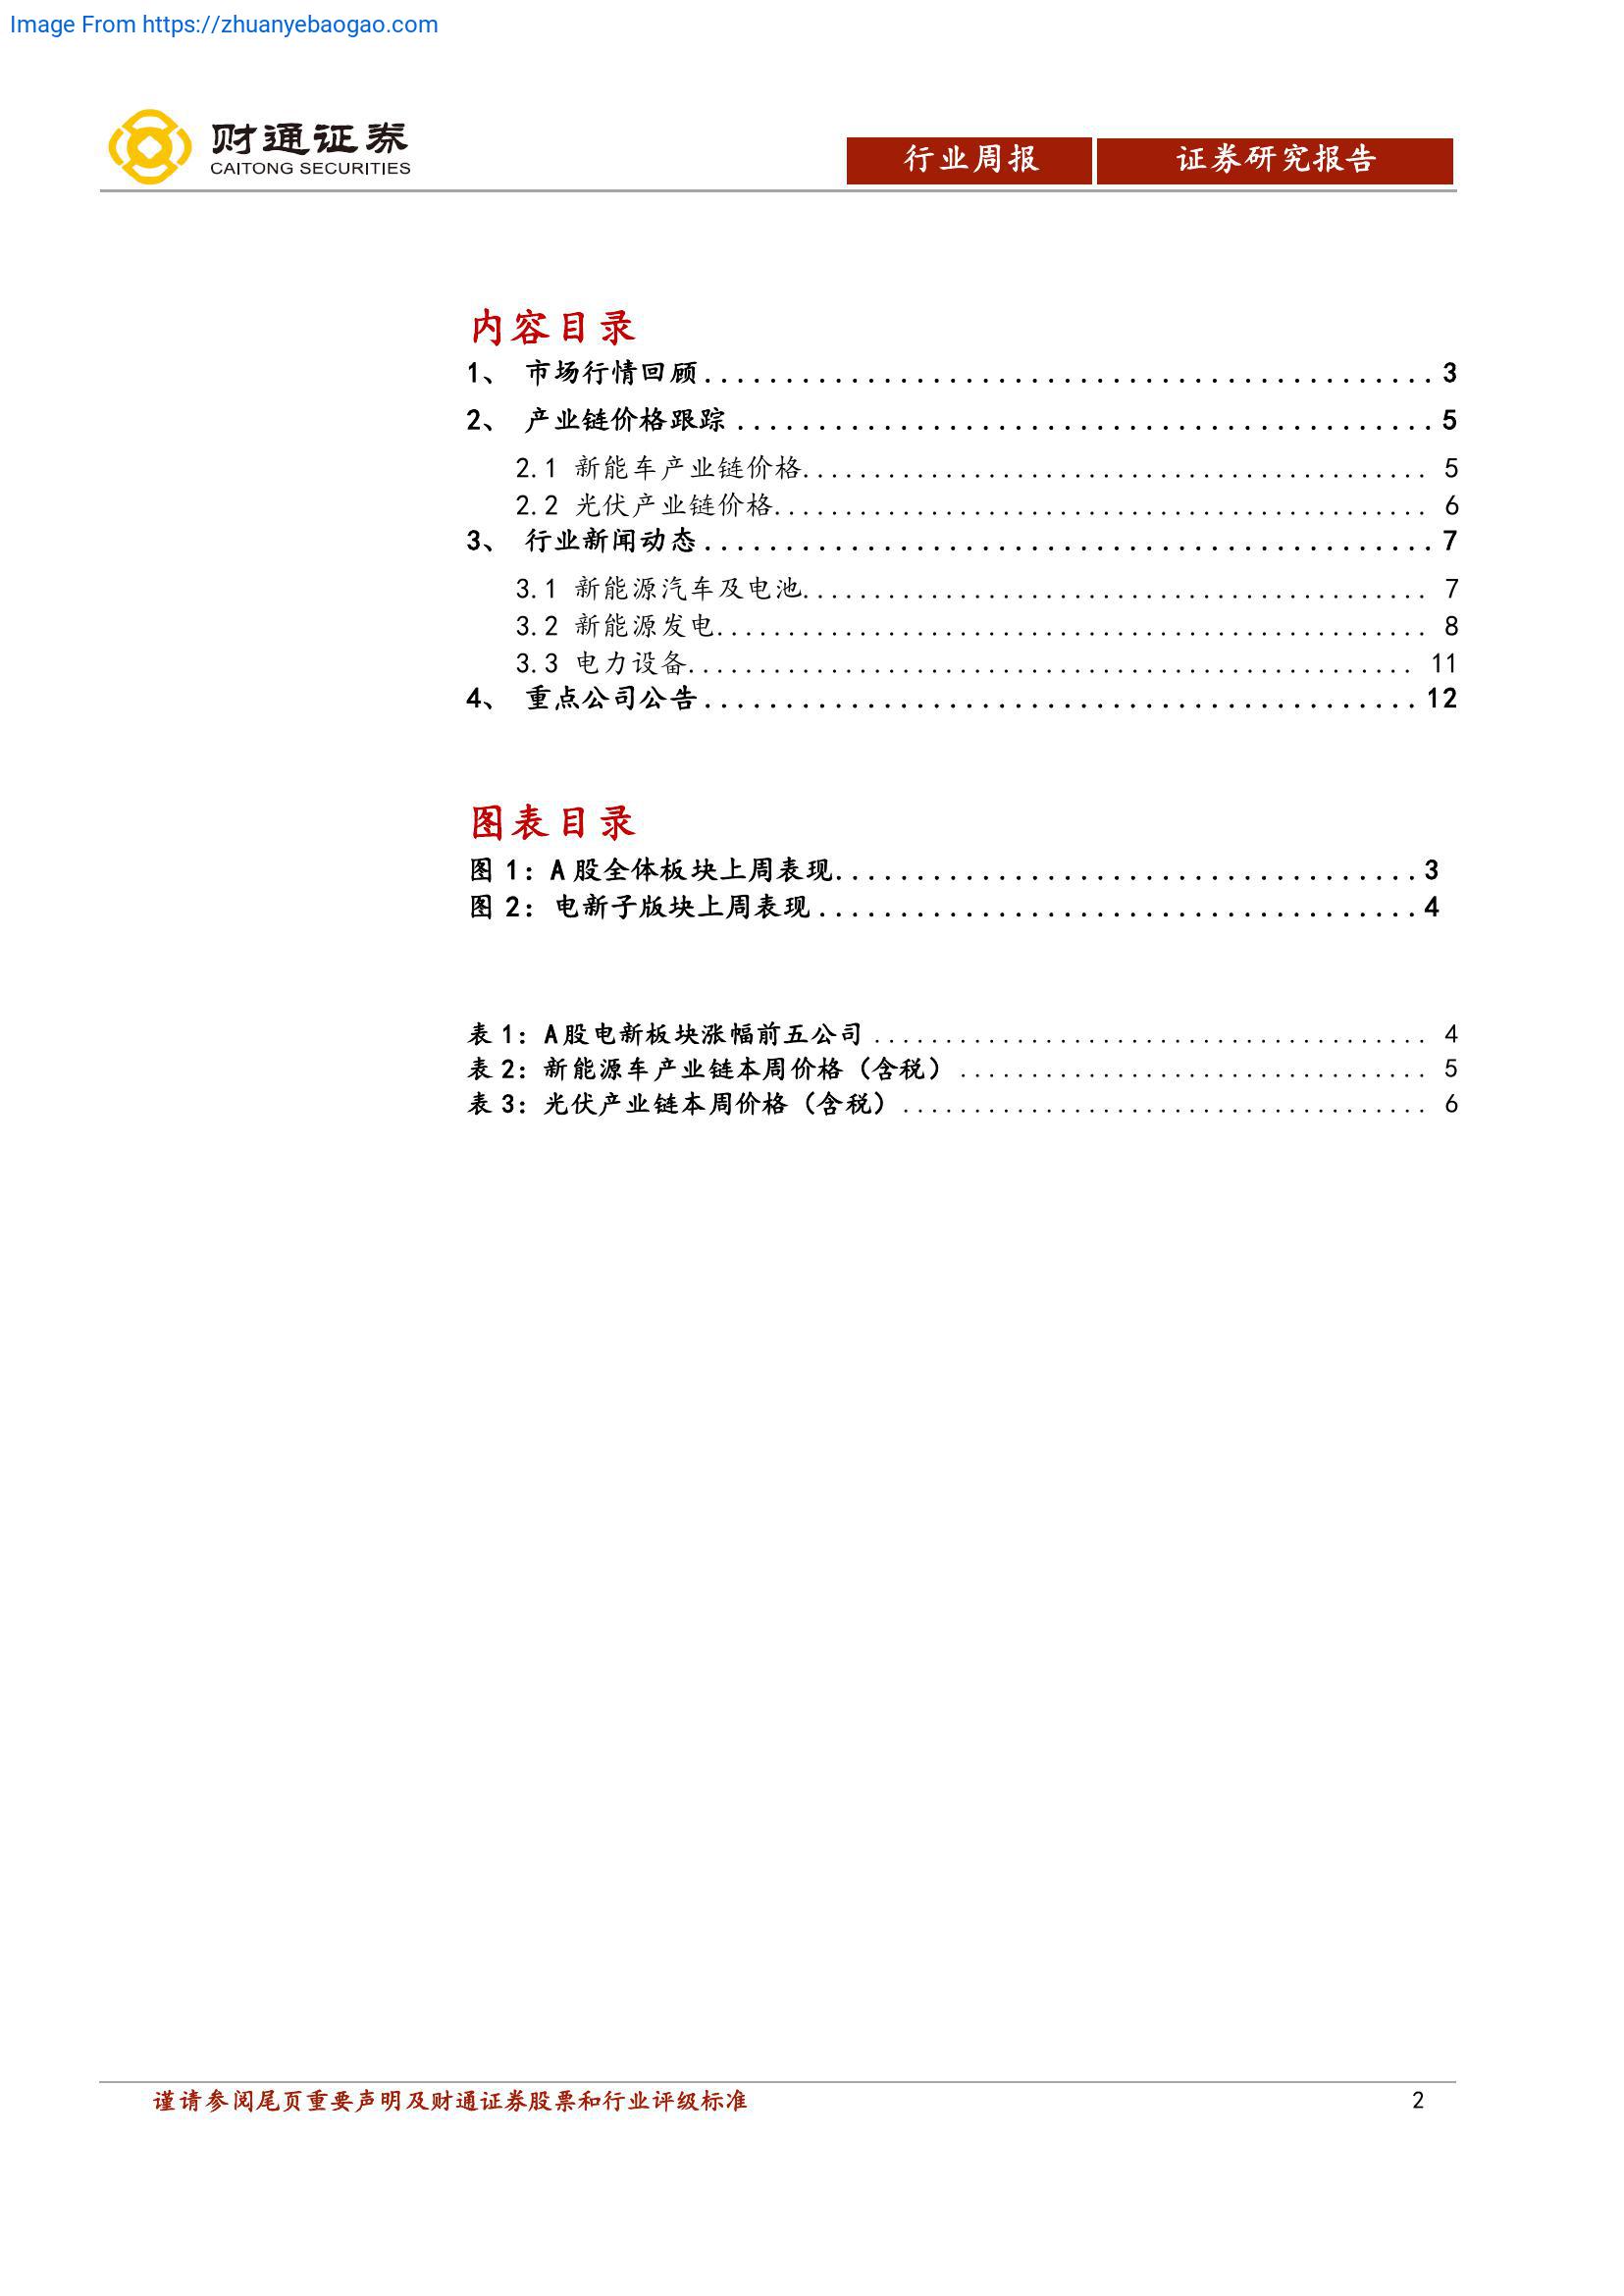 Image From https://zhuanyebaogao.com
财通证券
CAITONG SECURITIES
行业周报
证券研究报告
内容目录
1、 市场行情回顾............................................. 3
2、 产业链价格跟踪........................................... 5
2.1 新能车产业链价格............................................ 5
2.2 光伏产业链价格.............................................. 6
3、 行业新闻动态............................................. 7
3.1 新能源汽车及电池............................................ 7
3.2 新能源发电.................................................. 8
3.3 电力设备................................................... 11
4、 重点公司公告............................................ 12
图表目录
图 1: A 股全体板块上周表现.................................... 3
图 2: 电新子版块上周表现..................................... 4
表 1: A股电新板块涨幅前五公司....................................... 4
表 2: 新能源车产业链本周价格（含税）................................. 5
表 3: 光伏产业链本周价格（含税）..................................... 6
谨请参阅尾页重要声明及财通证券股票和行业评级标准
2